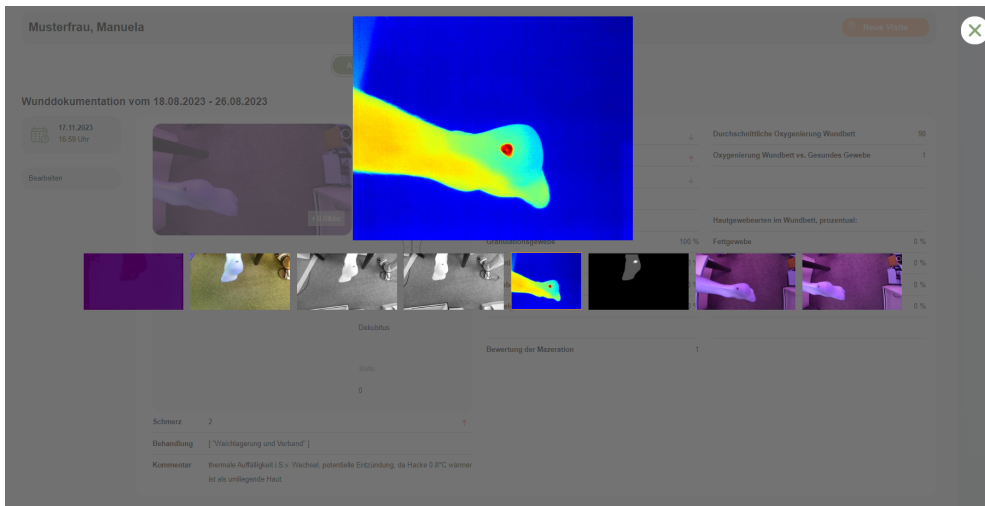 Musterfrau, Manuela
Neue Visite
Wunddokumentation vom 18.08.2023 - 26.08.2023
17.11.2023
16:59 Uhr
Bearbeiten
Durchschnittliche Oxygenierung Wundbett 98
Oxygenierung Wundbett vs. Gesundes Gewebe 1
Hautgewebearten im Wundbett, prozentual:
Granulationsgewebe 100 %
Fettgewebe 0 %
0 %
0 %
0 %
Dekubitus
Bewertung der Mazeration 1
0
Schmerz 2
Behandlung [ "Weichlagerung und Verband" ]
Kommentar thermale Auffälligkeit i.S.v. Wechsel, potentielle Entzündung, da Hacke 0.8°C wärmer
ist als umliegende Haut